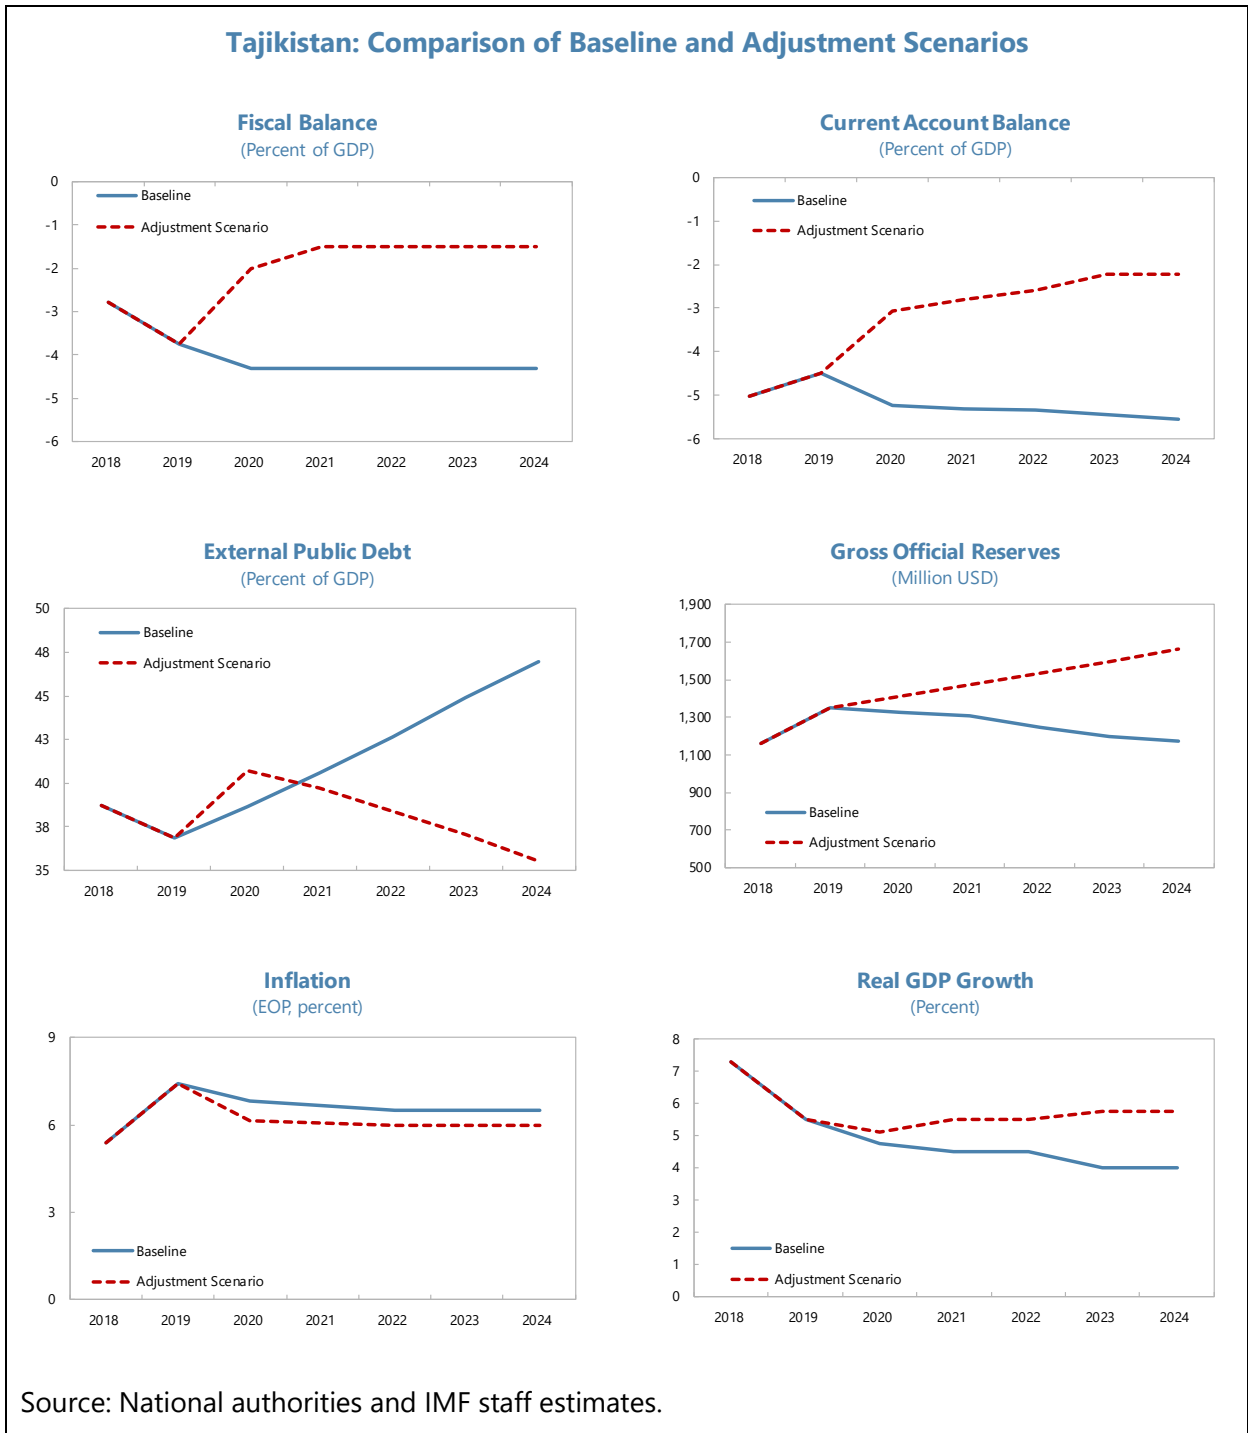 Tajikistan: Comparison of Baseline and Adjustment Scenarios
Fiscal Balance
(Percent of GDP)
0
-1
-2
-3
-4
-5
-6
Baseline
Adjustment Scenario
2018 2019 2020 2021 2022 2023 2024
Current Account Balance
(Percent of GDP)
0
-1
-2
-3
-4
-5
-6
Baseline
Adjustment Scenario
2018 2019 2020 2021 2022 2023 2024
External Public Debt
(Percent of GDP)
50
48
45
43
40
38
35
Baseline
Adjustment Scenario
2018 2019 2020 2021 2022 2023 2024
Gross Official Reserves
(Million USD)
1,900
1,700
1,500
1,300
1,100
900
700
500
Baseline
Adjustment Scenario
2018 2019 2020 2021 2022 2023 2024
Inflation
(EOP, percent)
9
6
3
0
Baseline
Adjustment Scenario
2018 2019 2020 2021 2022 2023 2024
Real GDP Growth
(Percent)
8
7
6
5
4
3
2
1
0
Baseline
Adjustment Scenario
2018 2019 2020 2021 2022 2023 2024
Source: National authorities and IMF staff estimates.